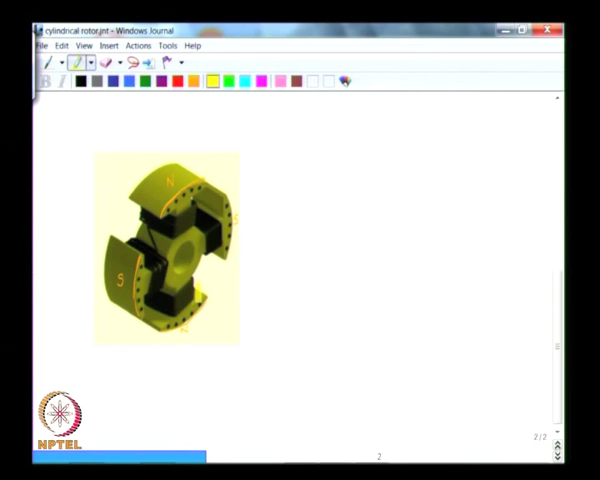 cylindrical rotor.jnt - Windows Journal
File Edit View Insert Actions Tools Help
B I
N
S
S
N
2 / 2
2
NPTEL